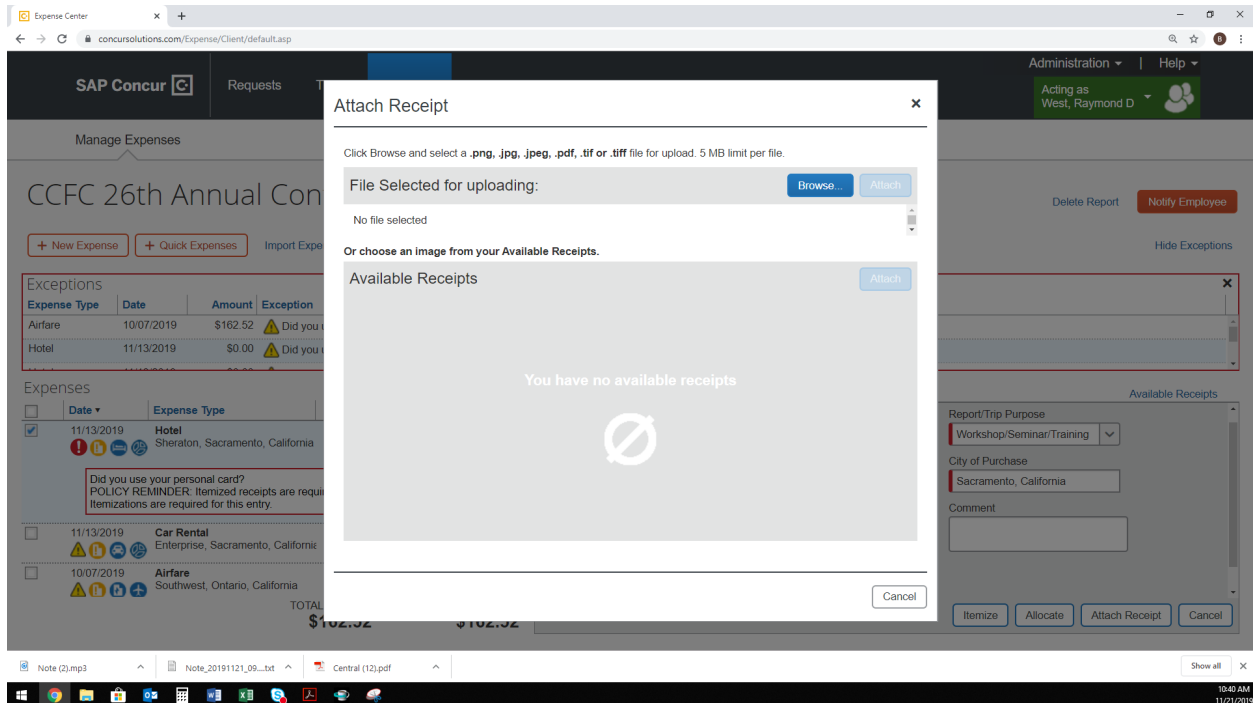 Expense Center
concursolutions.com/Expense/Client/default.asp
B
SAP Concur C
Requests
T
Administration
|
Help
Acting as
West, Raymond D
Manage Expenses
CCFC 26th Annual Con
Delete Report
Notify Employee
+ New Expense
+ Quick Expenses
Import Expe
Hide Exceptions
Exceptions
Expense Type Date Amount Exception
Airfare 10/07/2019 $162.52 Did you u
Hotel 11/13/2019 $0.00 Did you u
Expenses
Available Receipts
Date Expense Type
11/13/2019 Hotel
Sheraton, Sacramento, California
Did you use your personal card?
POLICY REMINDER: Itemized receipts are requi
Itemizations are required for this entry.
11/13/2019 Car Rental
Enterprise, Sacramento, Californi
10/07/2019 Airfare
Southwest, Ontario, California
TOTAL
$162.52 $162.52
Report/Trip Purpose
Workshop/Seminar/Training
City of Purchase
Sacramento, California
Comment
Itemize
Allocate
Attach Receipt
Cancel
Attach Receipt
Click Browse and select a .png, .jpg, .jpeg, .pdf, .tif or .tiff file for upload. 5 MB limit per file.
File Selected for uploading:
Browse...
Attach
No file selected
Or choose an image from your Available Receipts.
Available Receipts
Attach
You have no available receipts
Cancel
Note (2).mp3
Note_20191121_09....txt
Central (12).pdf
Show all
10:40 AM
11/21/2019